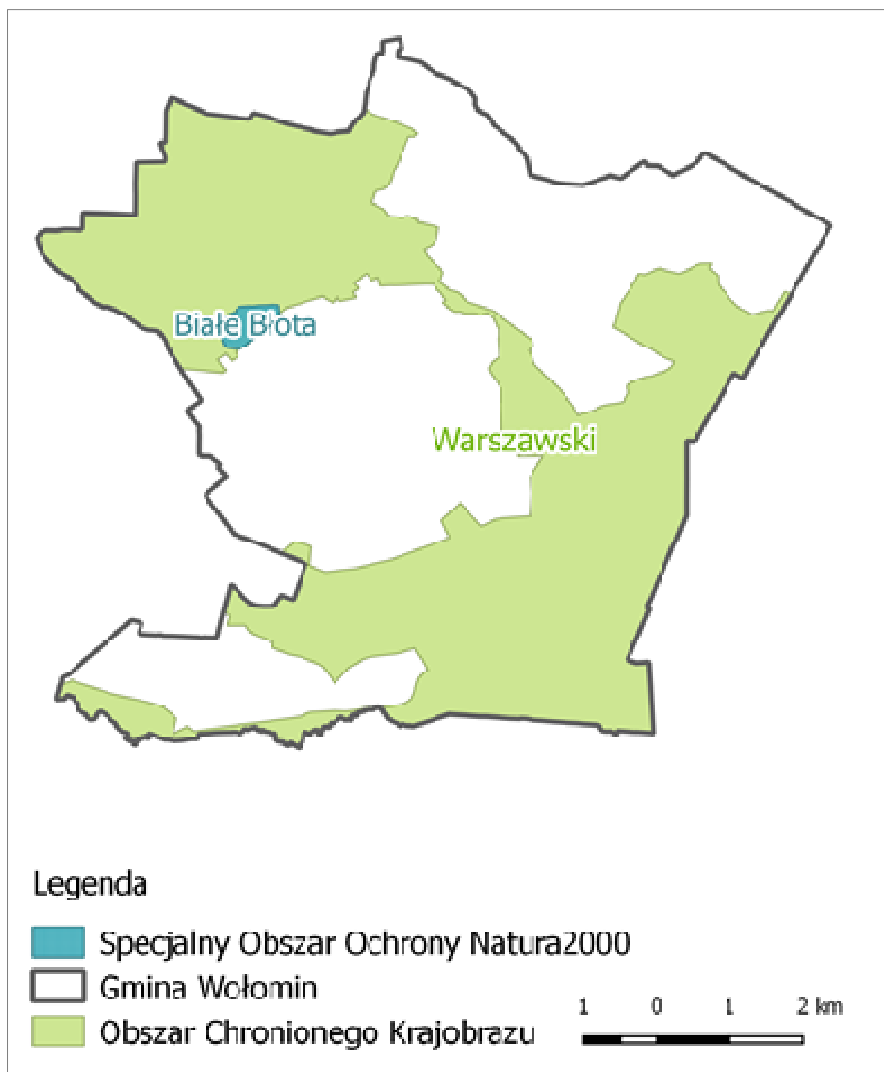 Białe Błota
Warszawski
Legenda
Specjalny Obszar Ochrony Natura2000
Gmina Wołomin
Obszar Chronionego Krajobrazu
1 0 1 2 km